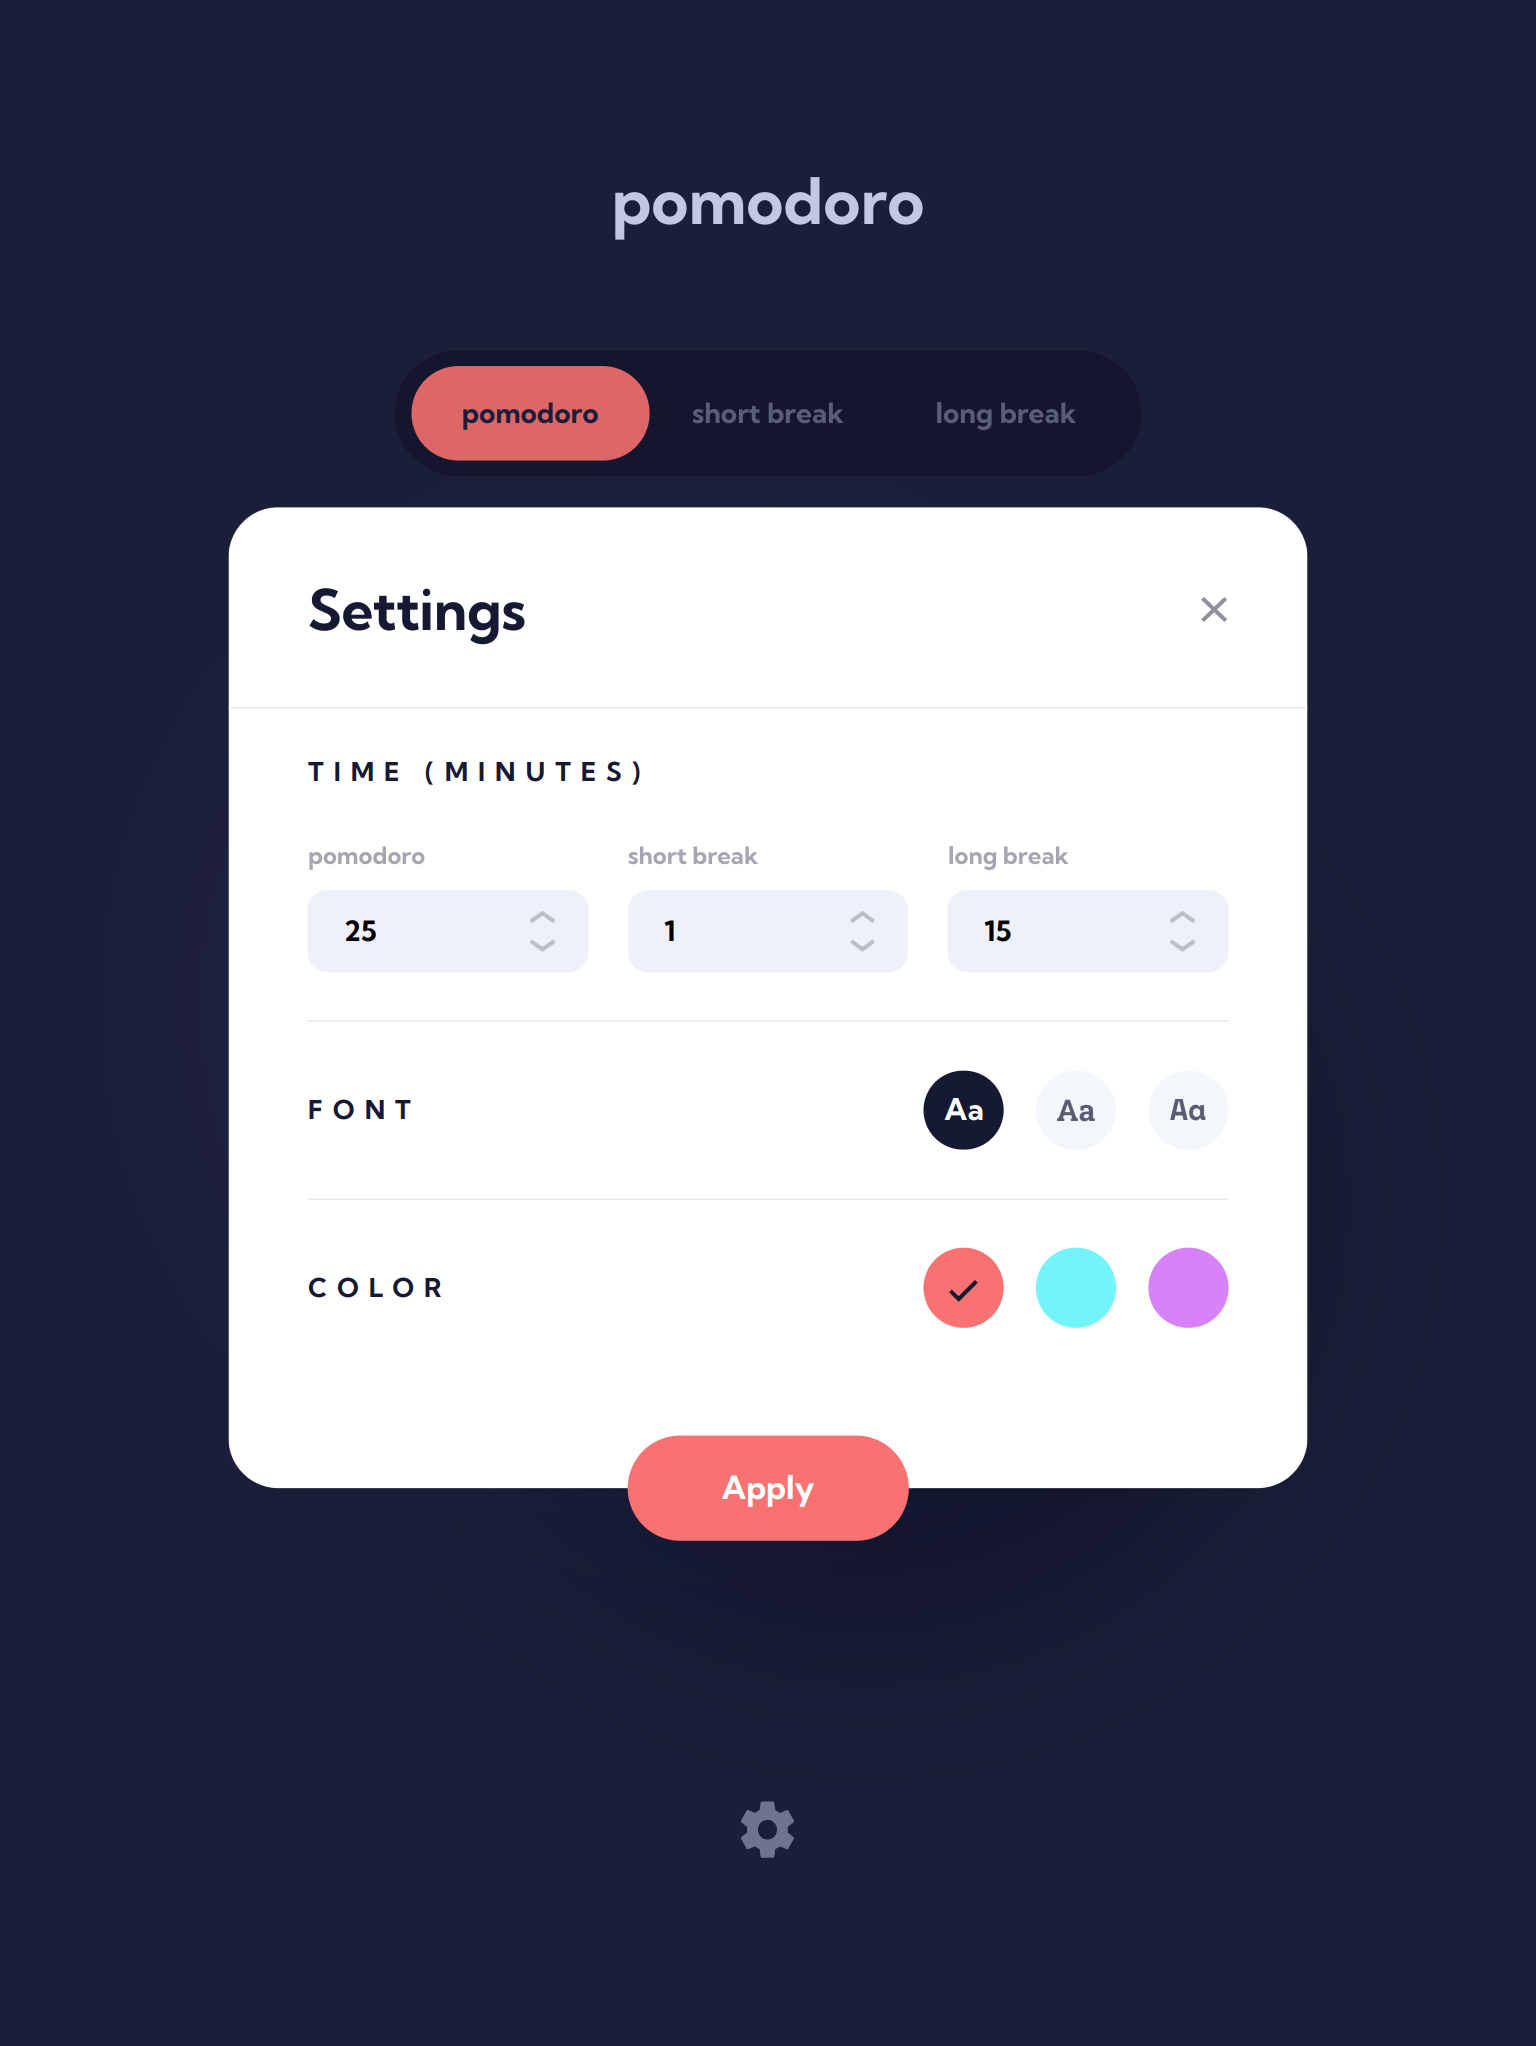 pomodoro
pomodoro short break long break
Settings
TIME (MINUTES)
pomodoro short break long break
25 1 15
FONT Aa Aa Aa
COLOR
Apply